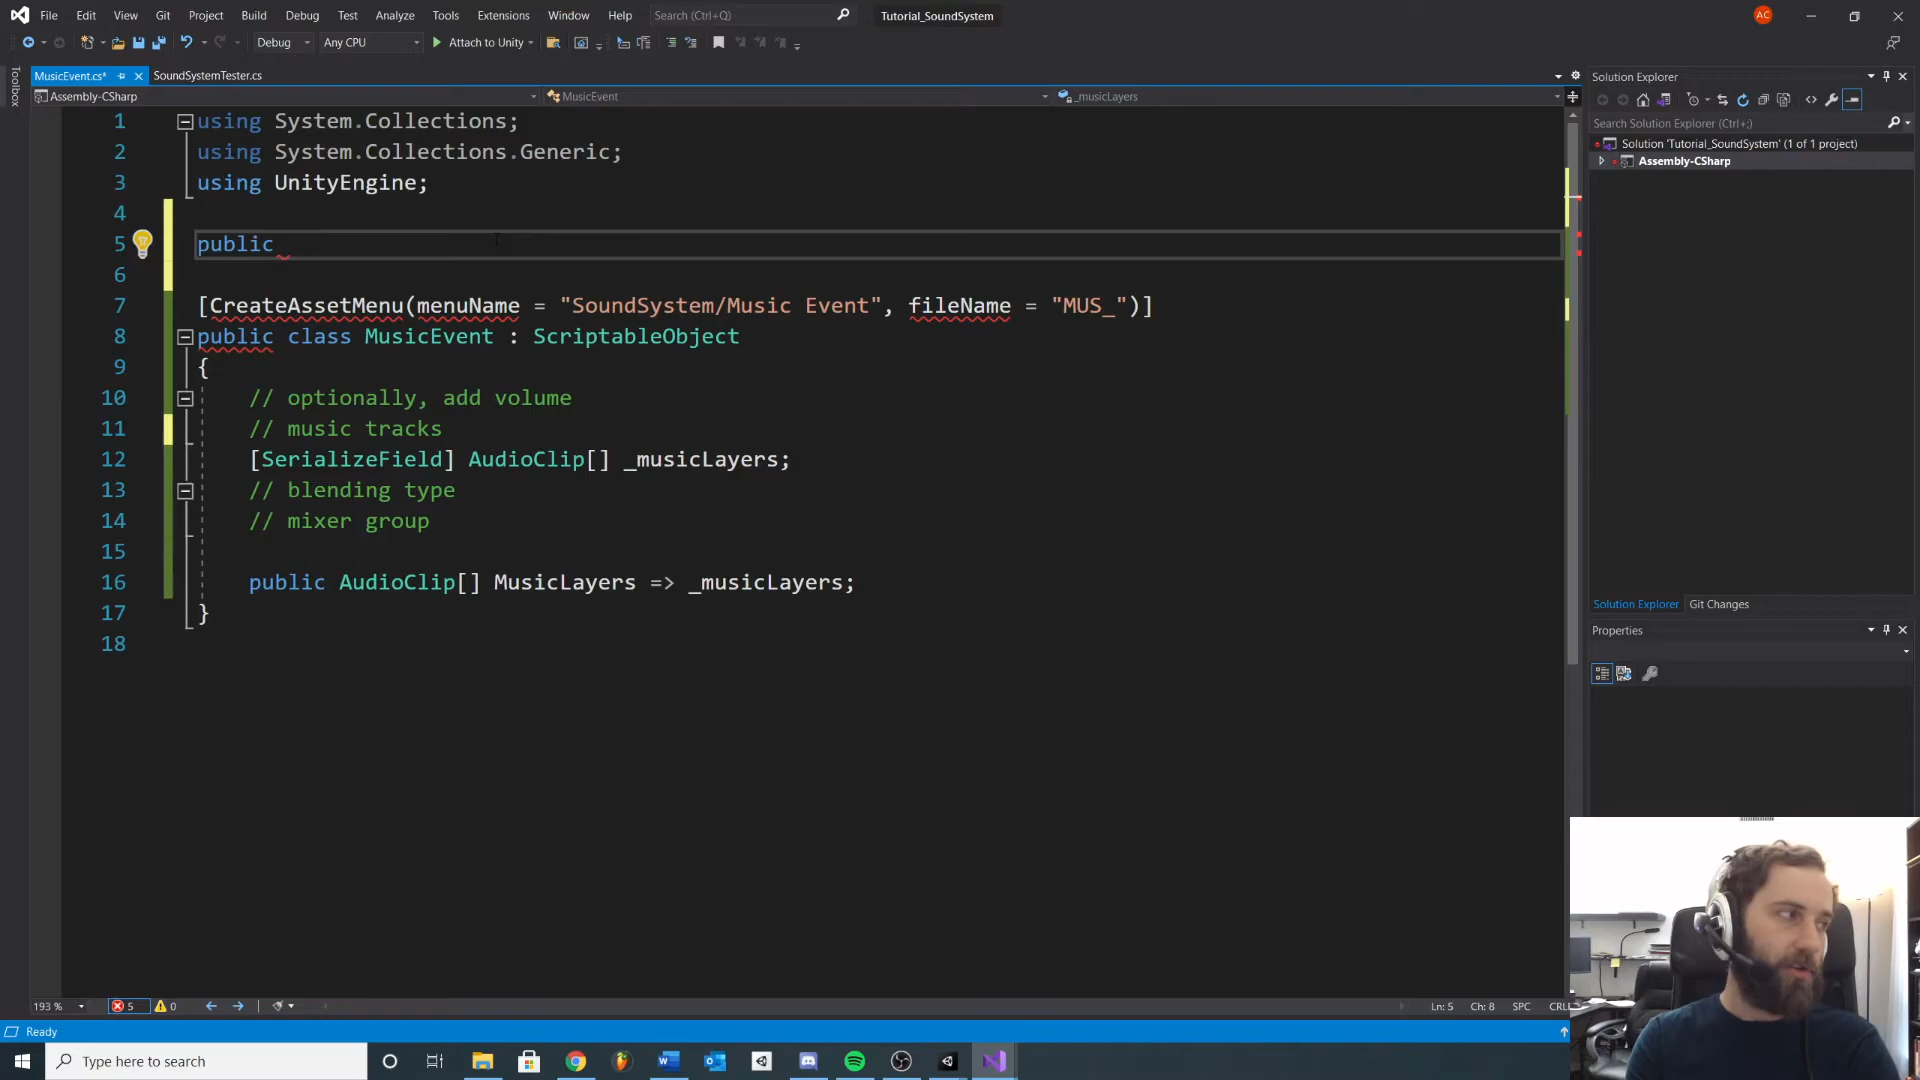 File Edit View Git Project Build Debug Test Analyze Tools Extensions Window Help Search (Ctrl+Q) Tutorial_SoundSystem AC
Debug Any CPU Attach to Unity
Toolbox
MusicEvent.cs* SoundSystemTester.cs
Assembly-CSharp MusicEvent _musicLayers
1 using System.Collections;
2 using System.Collections.Generic;
3 using UnityEngine;
4
5 public
6
7 [CreateAssetMenu(menuName = "SoundSystem/Music Event", fileName = "MUS_")]
8 public class MusicEvent : ScriptableObject
9 {
10 // optionally, add volume
11 // music tracks
12 [SerializeField] AudioClip[] _musicLayers;
13 // blending type
14 // mixer group
15
16 public AudioClip[] MusicLayers => _musicLayers;
17 }
18
193 % 5 0 Ln: 5 Ch: 8 SPC CRL
Ready
Solution Explorer
Search Solution Explorer (Ctrl+;)
Solution 'Tutorial_SoundSystem' (1 of 1 project)
Assembly-CSharp
Solution Explorer Git Changes
Properties
Type here to search